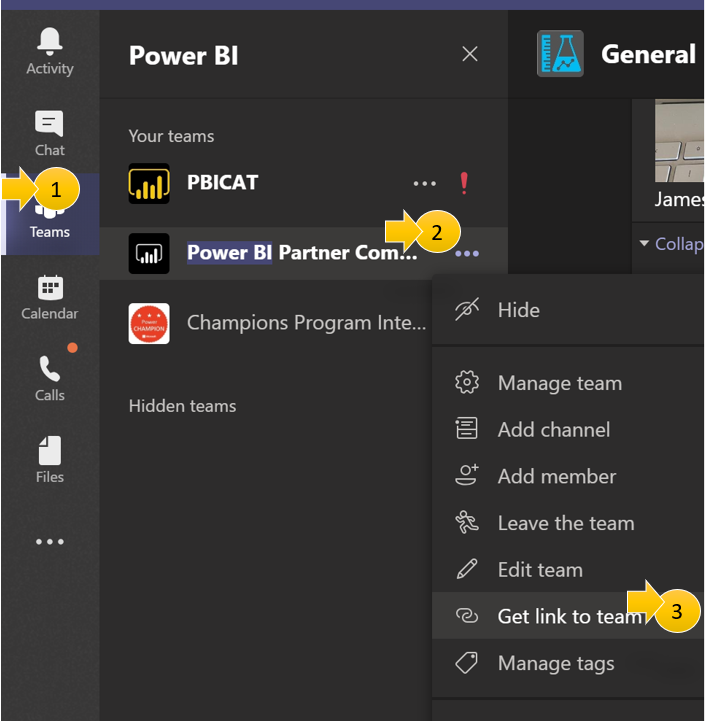 Activity
Chat
1
Teams
Calendar
Calls
Files
Power BI
Your teams
PBICAT
2
Power BI Partner Com...
Champions Program Inte...
Hidden teams
General
James
Collap
Hide
Manage team
Add channel
Add member
Leave the team
Edit team
Get link to team
3
Manage tags